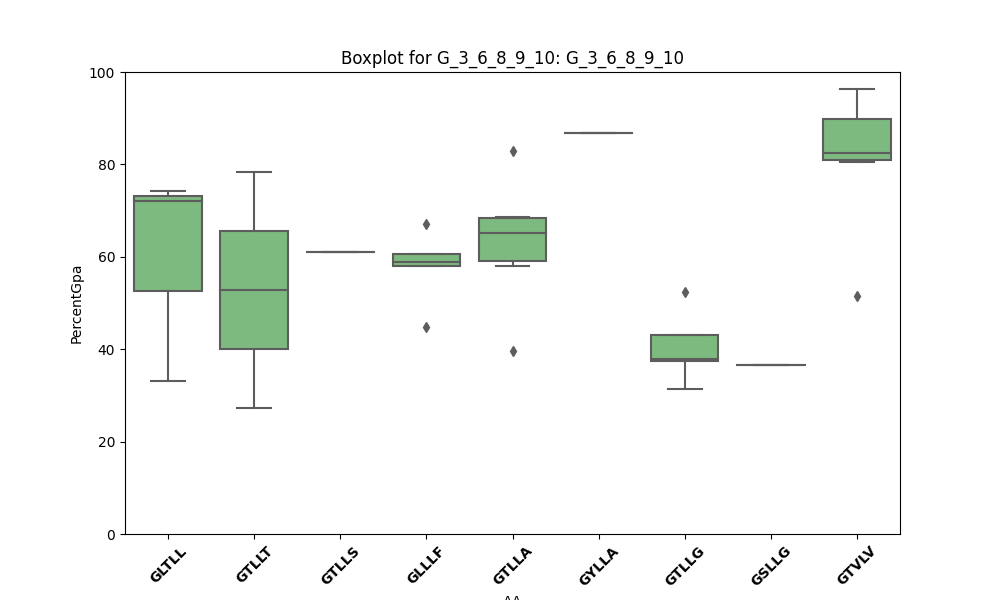 Boxplot for G_3_6_8_9_10: G_3_6_8_9_10
100
80
60
40
20
0
PercentGpa
GLTLL GTLLT GTLLS GLLLF GTLLA GYLLA GTLLG GSLLG GTVLV
AA